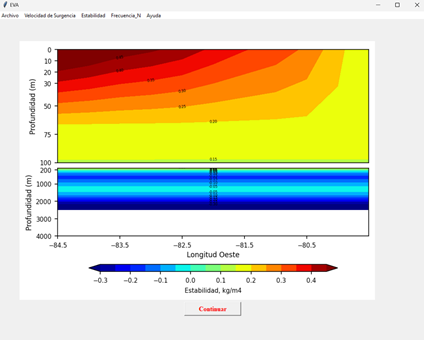 EVA
Archivo Velocidad de Surgencia Estabilidad Frecuencia_N Ayuda
0
10
20
30
50
75
100
Profundidad (m)
0.35
0.25
0.20
0.15
200
1000
2000
3000
4000
Profundidad (m)
−84.5 −83.5 −82.5 −81.5 −80.5
Longitud Oeste
−0.3 −0.2 −0.1 0.0 0.1 0.2 0.3 0.4
Estabilidad, kg/m4
Continuar